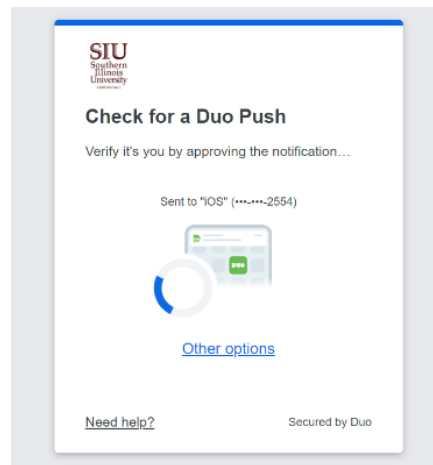 SIU
Southern
Illinois
University
Check for a Duo Push
Verify it's you by approving the notification...
Sent to "IOS" (•••-•••-2554)
DUO
Other options
Need help?
Secured by Duo